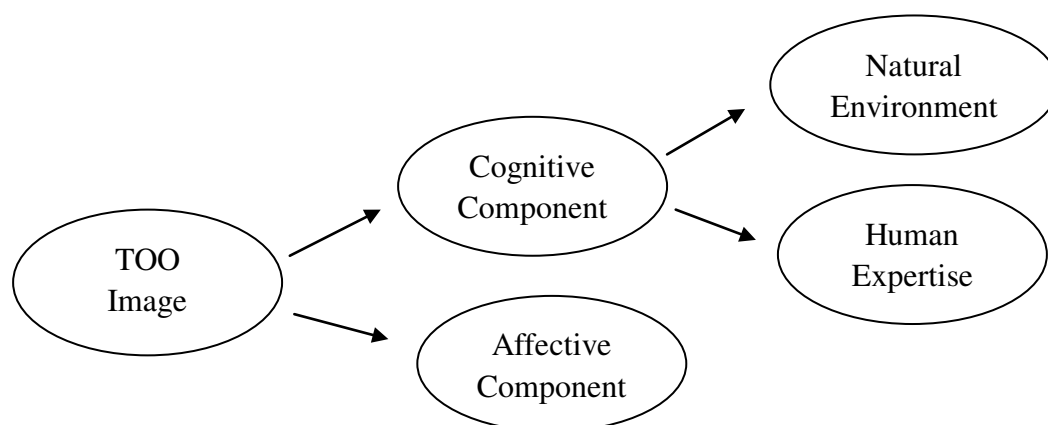 TOO
Image
Cognitive
Component
Affective
Component
Natural
Environment
Human
Expertise